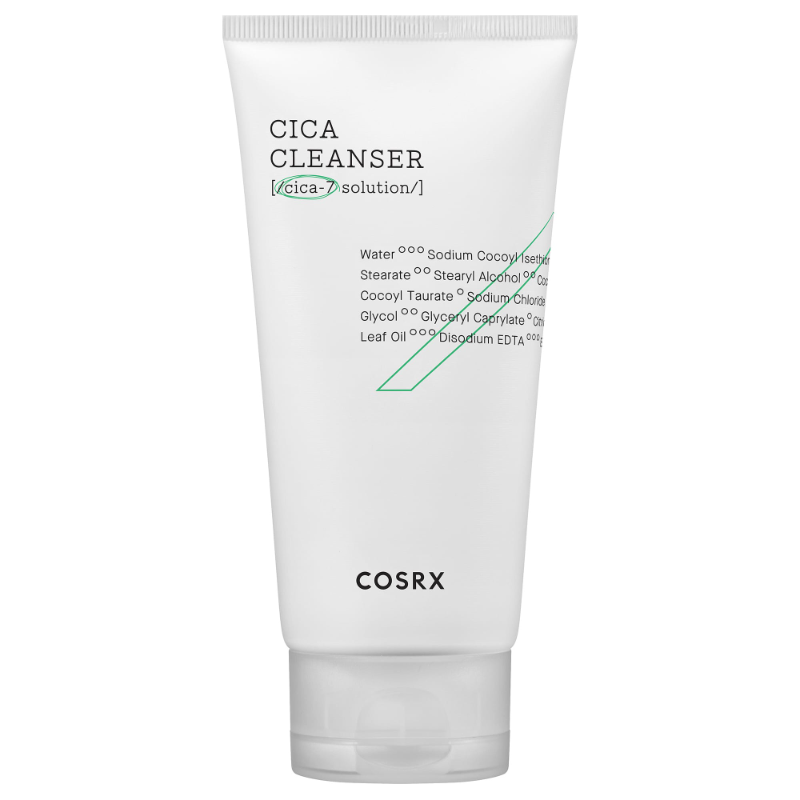 CICA
CLEANSER
[/cica-7 solution/]
Water °°° Sodium Cocoyl
Stearate °° Stearyl Alcohol °°
Cocoyl Taurate ° Sodium Chloride
Glycol °° Glyceryl Caprylate °
Leaf Oil °°° Disodium EDTA °°°
COSRX